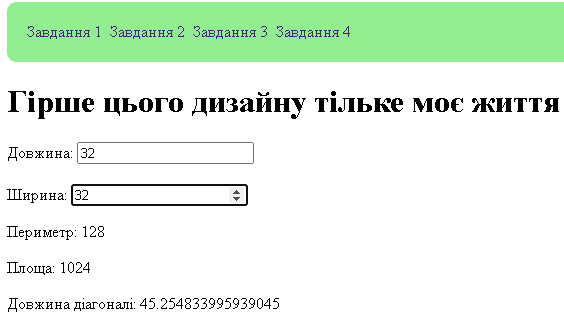 Завдання 1 Завдання 2 Завдання 3 Завдання 4
Гірше цього дизайну тільке моє життя
Довжина: 32
Ширина: 32
Периметр: 128
Площа: 1024
Довжина діагоналі: 45.254833995939045